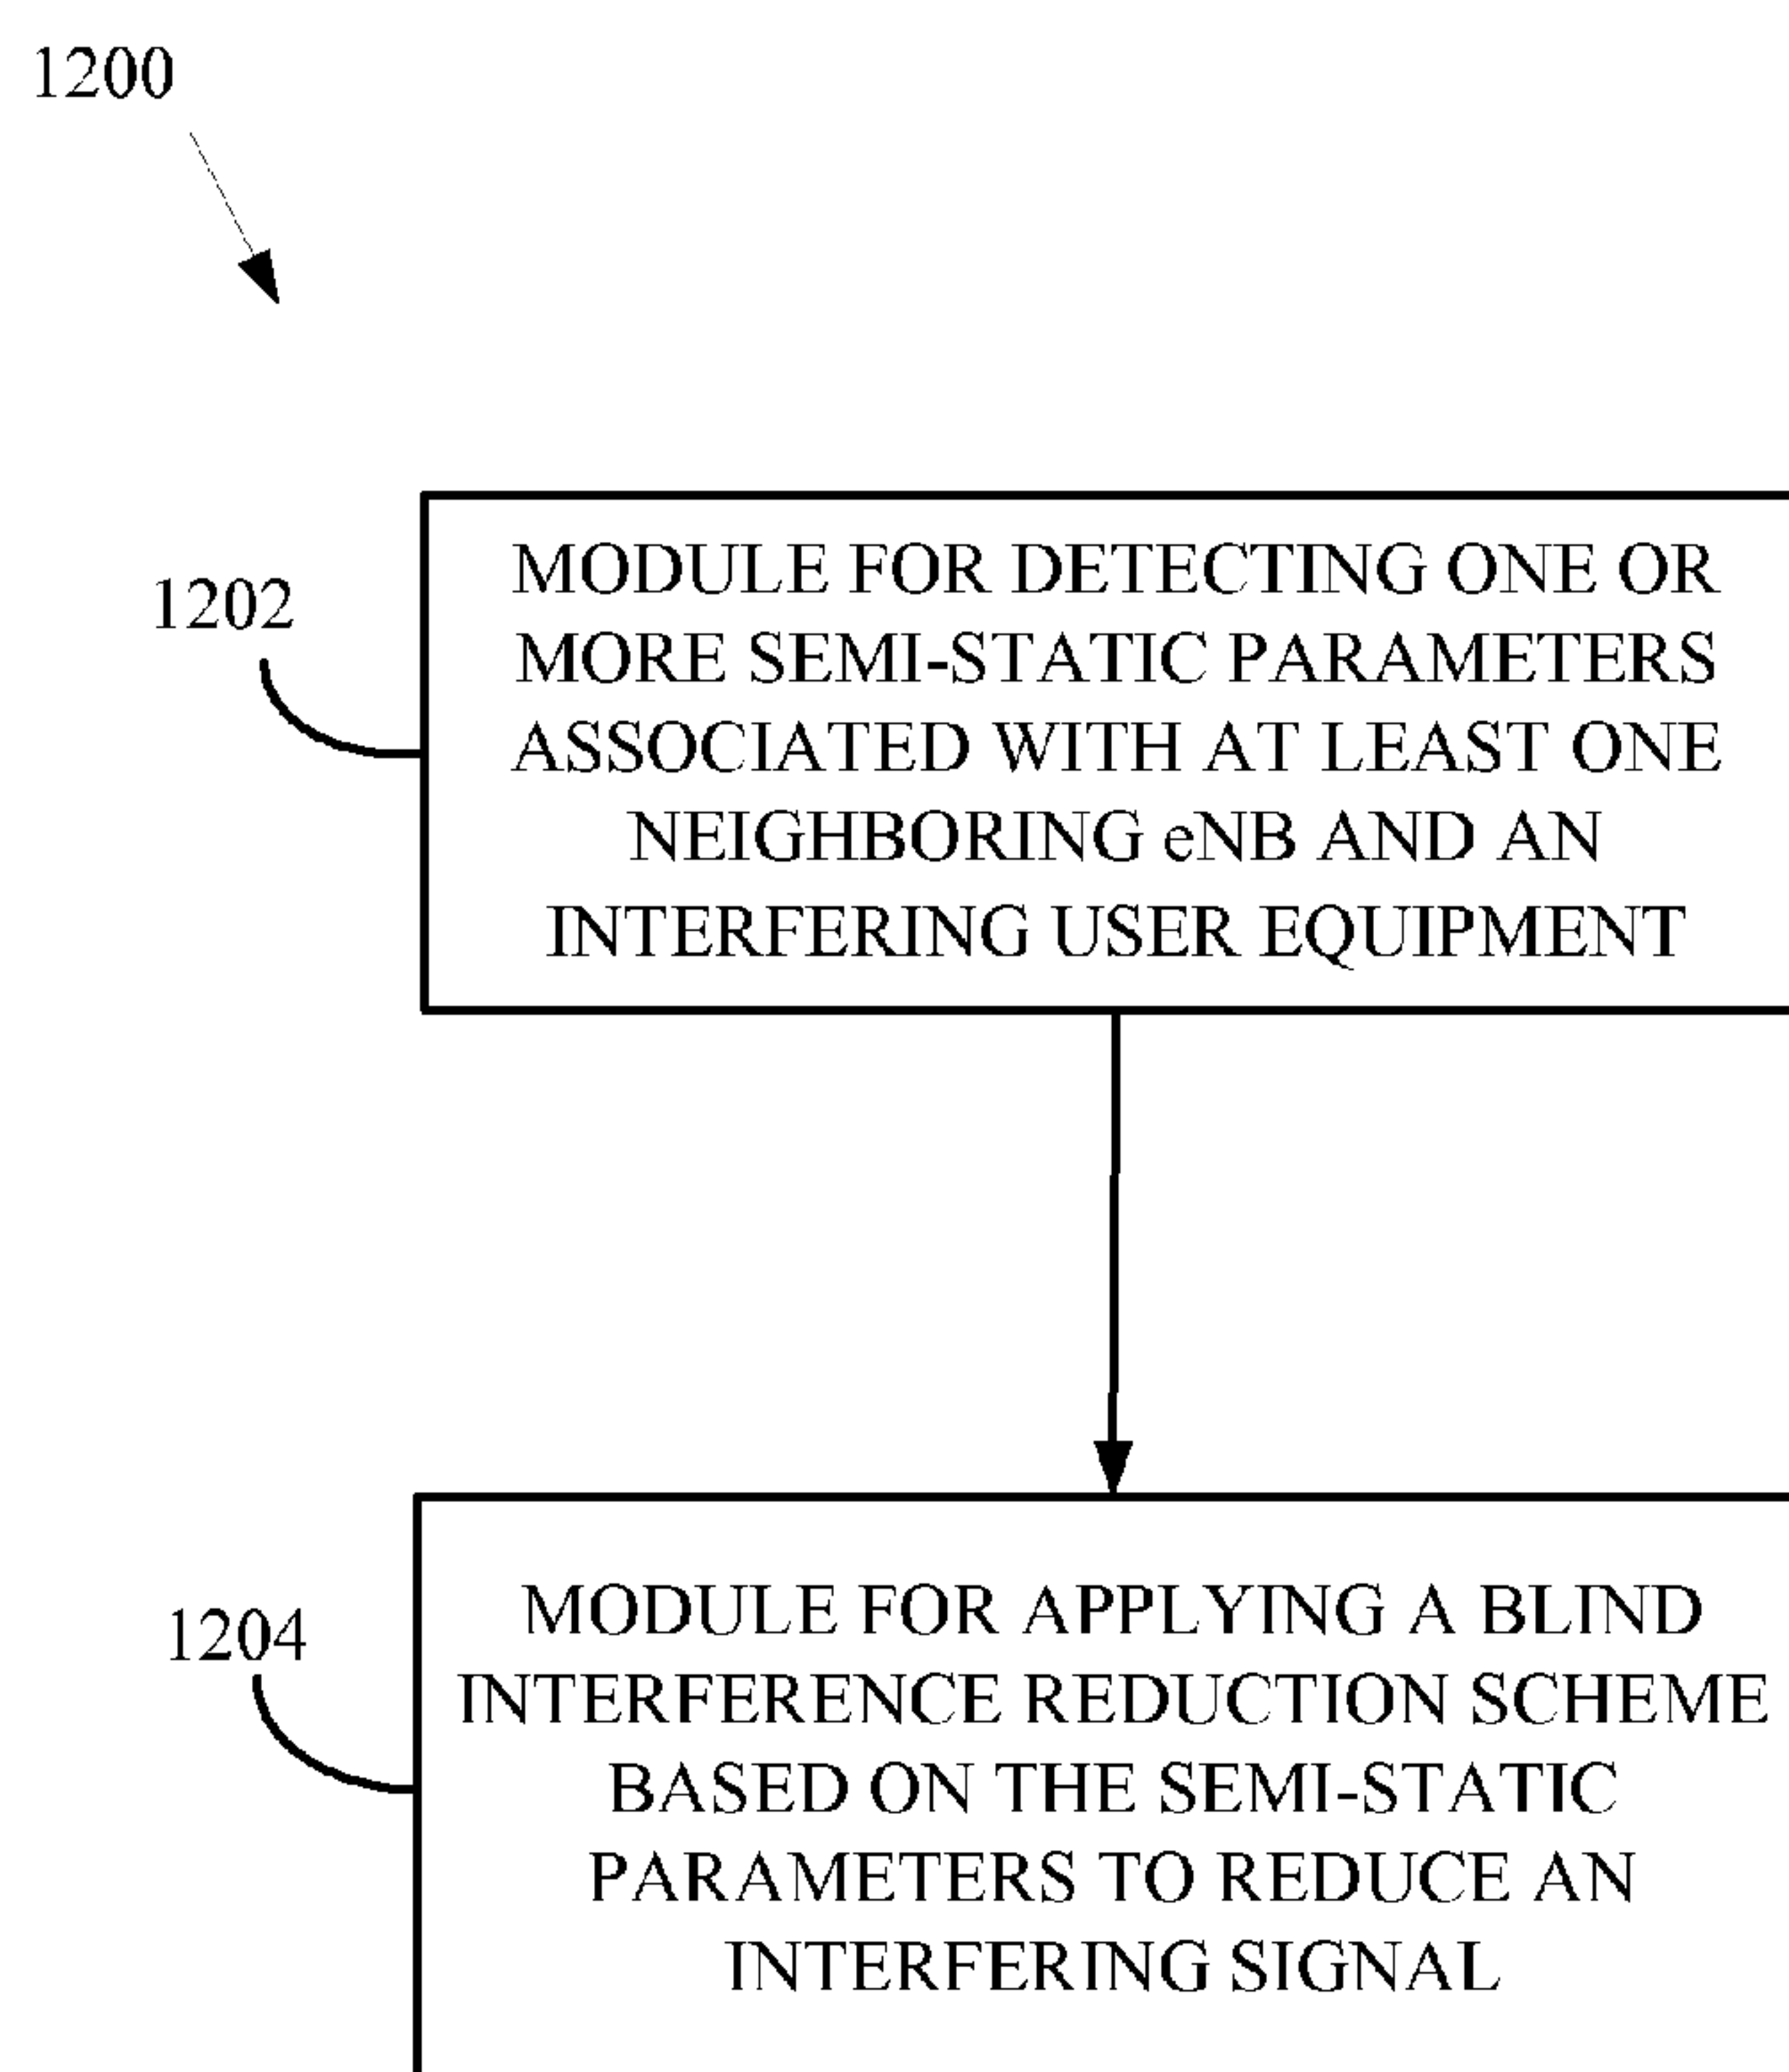 1200
1202
MODULE FOR DETECTING ONE OR
MORE SEMI-STATIC PARAMETERS
ASSOCIATED WITH AT LEAST ONE
NEIGHBORING eNB AND AN
INTERFERING USER EQUIPMENT
1204
MODULE FOR APPLYING A BLIND
INTERFERENCE REDUCTION SCHEME
BASED ON THE SEMI-STATIC
PARAMETERS TO REDUCE AN
INTERFERING SIGNAL